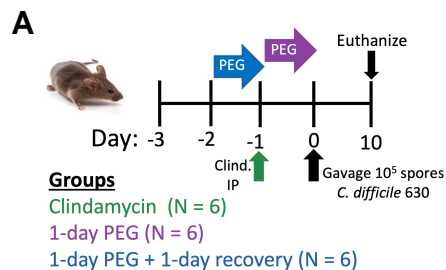 A
PEG
PEG
Euthanize
Day: -3 -2 -1 0 10
Clind.
IP
Gavage 10⁵ spores
C. difficile 630
Groups
Clindamycin (N = 6)
1-day PEG (N = 6)
1-day PEG + 1-day recovery (N = 6)